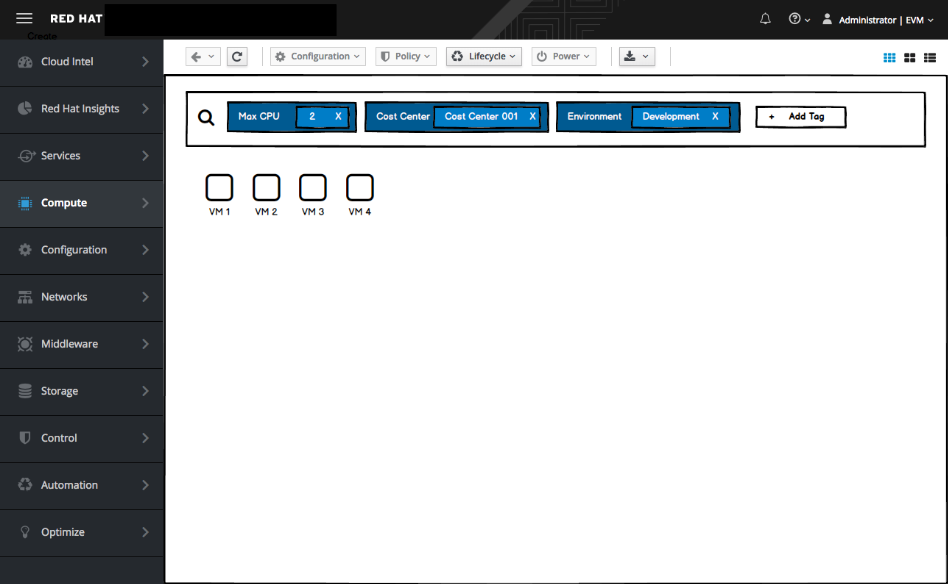 RED HAT
Administrator | EVM
Create
Cloud Intel
Red Hat Insights
Services
Compute
Configuration
Networks
Middleware
Storage
Control
Automation
Optimize
Configuration Policy Lifecycle Power
Max CPU 2 X Cost Center Cost Center 001 X Environment Development X + Add Tag
VM 1 VM 2 VM 3 VM 4